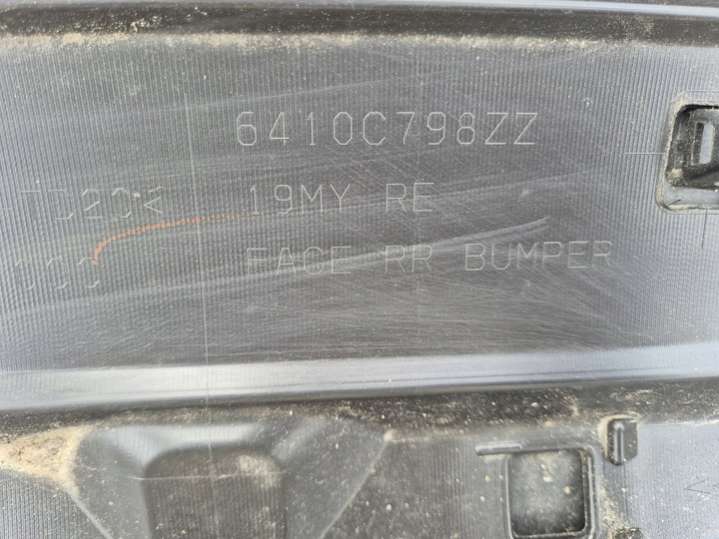 6410C798ZZ
19MY RE
FACE RR BUMPER